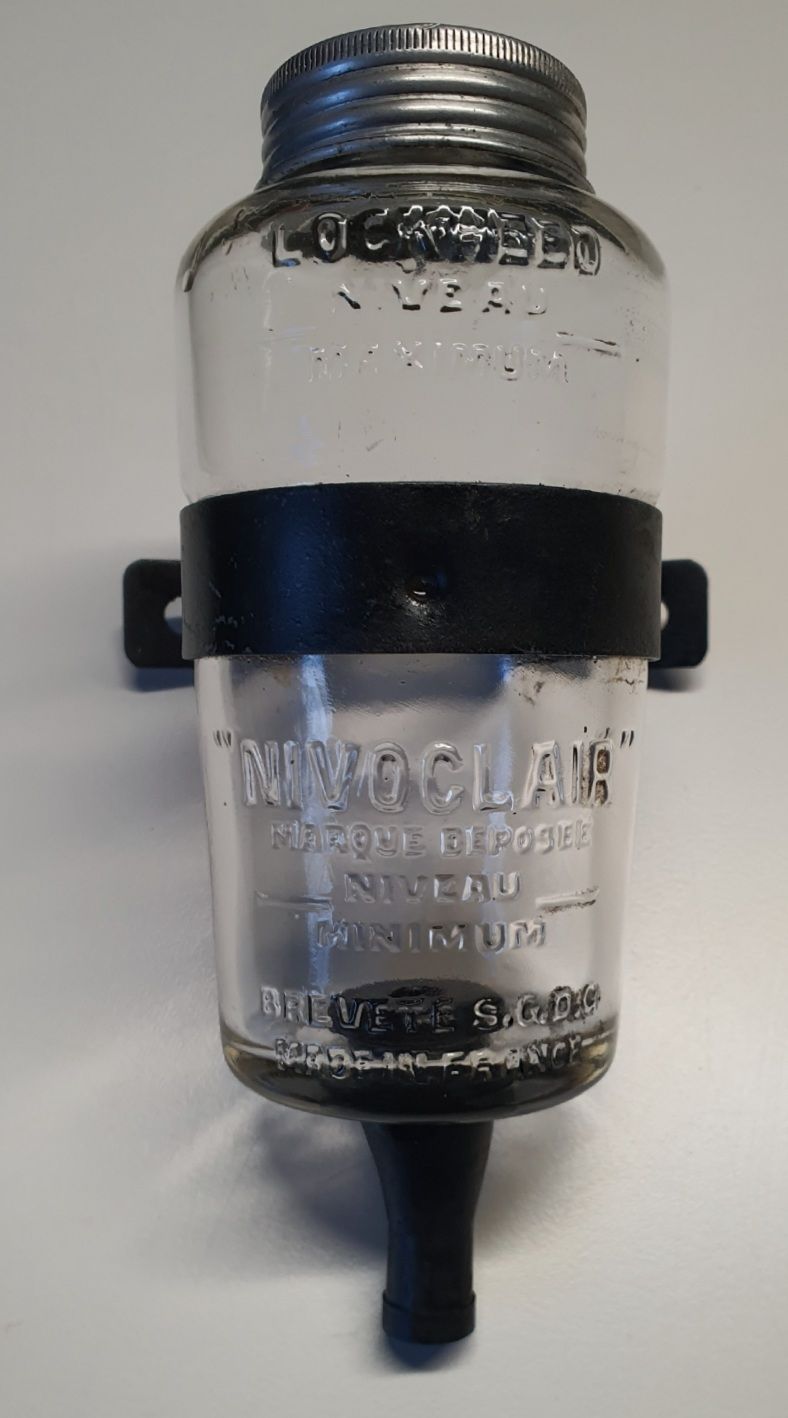 LOCKHEED
NIVEAU
MAXIMUM
"NIVOCLAIR"
MARQUE DEPOSEE
NIVEAU
MINIMUM
BREVETE S.G.D.G.
MADE IN FRANCE